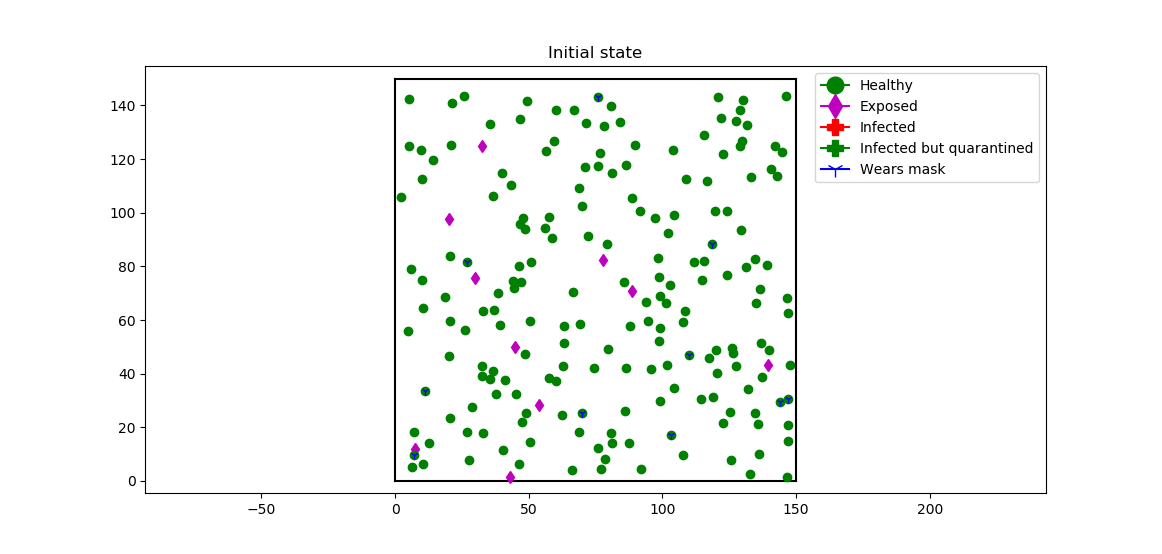 Initial state
Healthy
Exposed
Infected
Infected but quarantined
Wears mask
140
120
100
80
60
40
20
0
−50 0 50 100 150 200